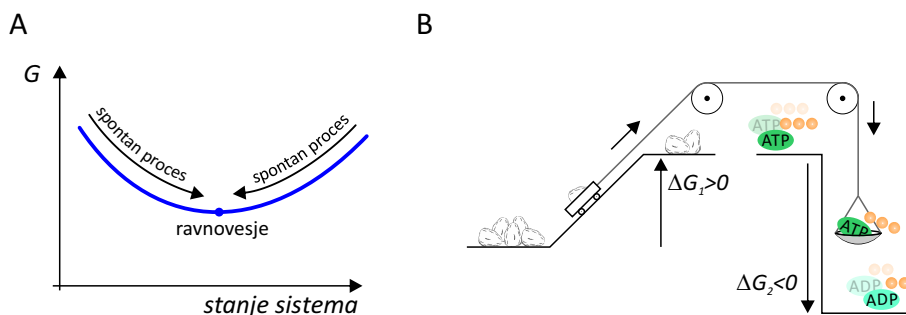 A
G
spontan proces
spontan proces
ravnovesje
stanje sistema
B
ATP
ATP
ΔG₁>0
ATP
ΔG₂<0
ADP
ADP